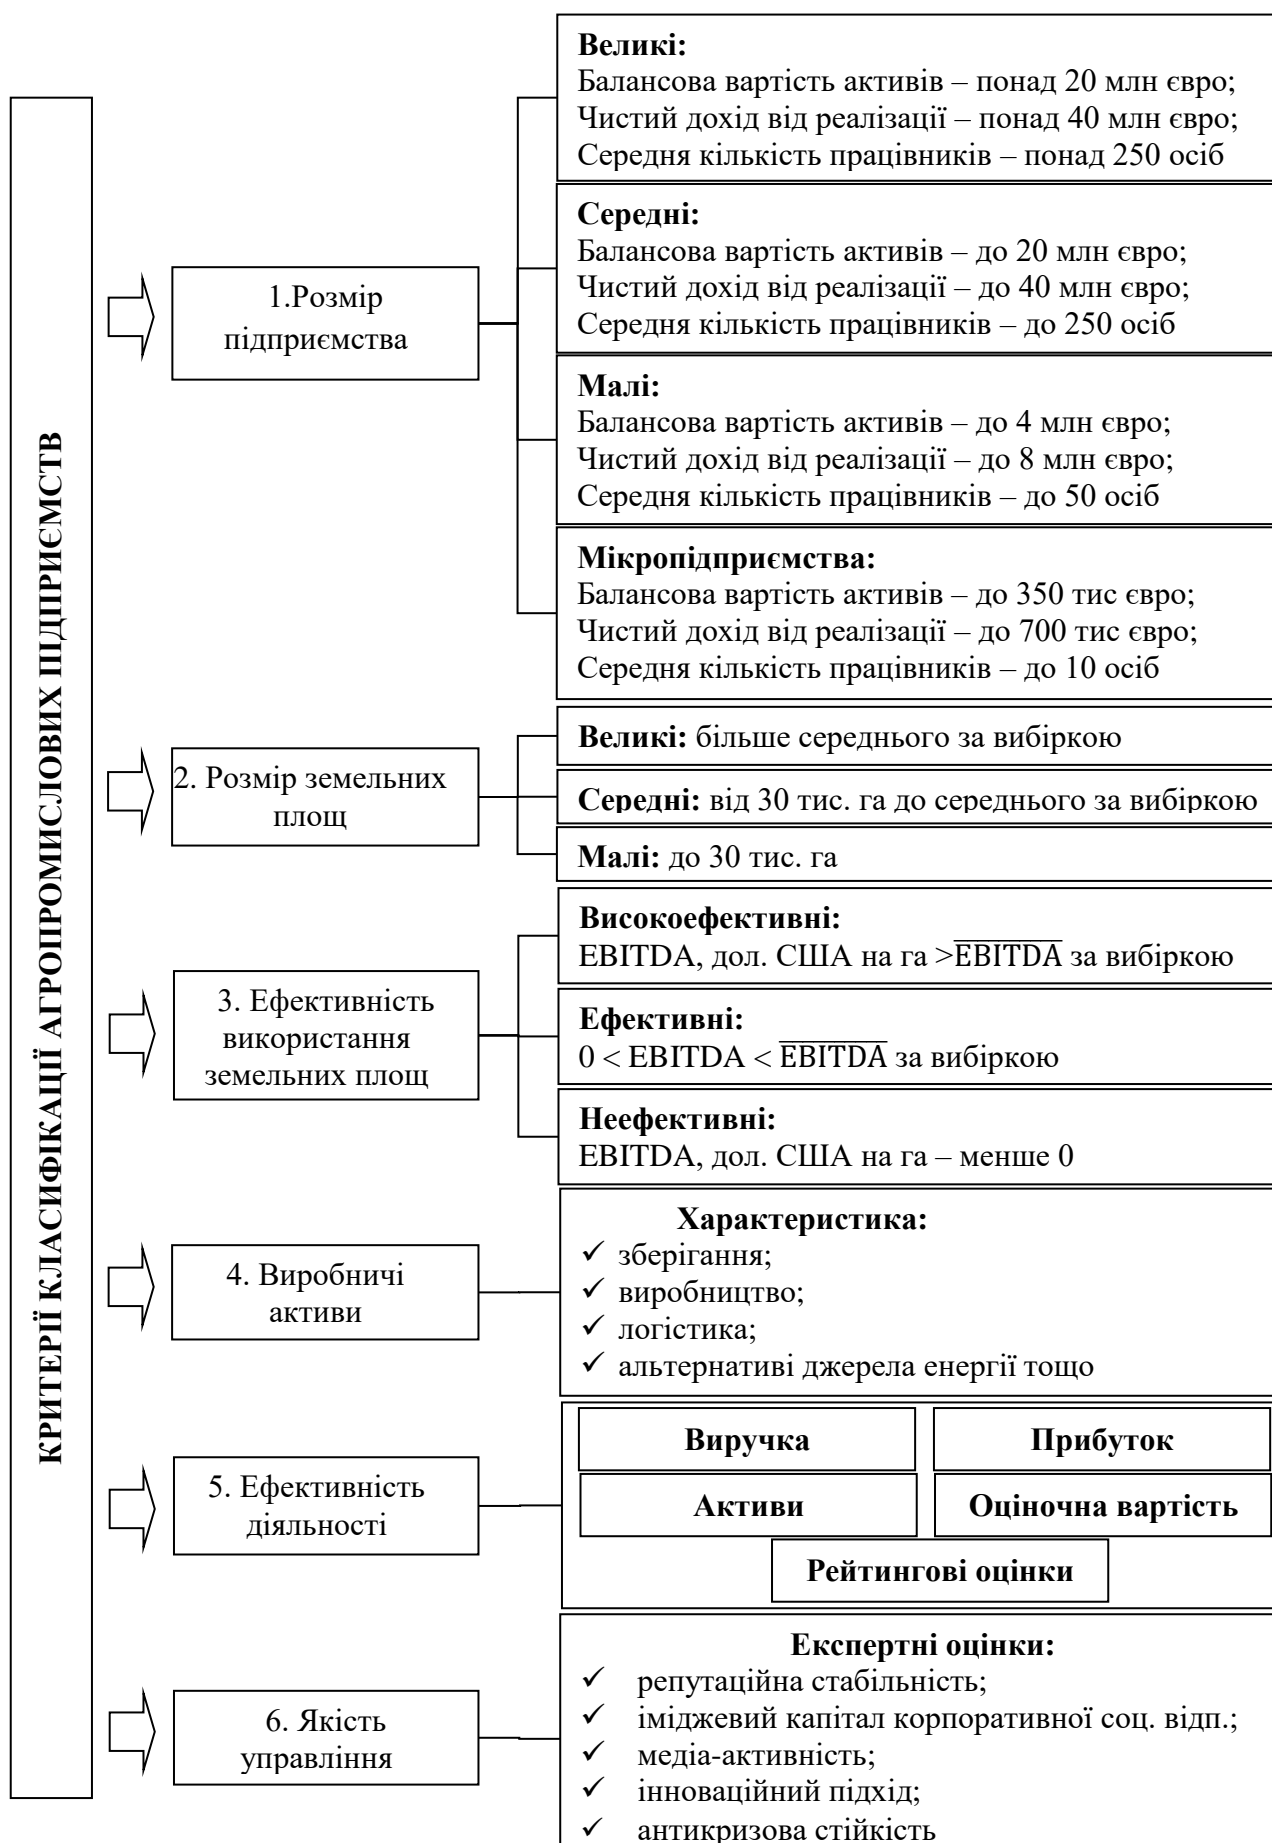 КРИТЕРІЇ КЛАСИФІКАЦІЇ АГРОПРОМИСЛОВИХ ПІДПРИЄМСТВ
1.Розмір
підприємства
Великі:
Балансова вартість активів – понад 20 млн євро;
Чистий дохід від реалізації – понад 40 млн євро;
Середня кількість працівників – понад 250 осіб
Середні:
Балансова вартість активів – до 20 млн євро;
Чистий дохід від реалізації – до 40 млн євро;
Середня кількість працівників – до 250 осіб
Малі:
Балансова вартість активів – до 4 млн євро;
Чистий дохід від реалізації – до 8 млн євро;
Середня кількість працівників – до 50 осіб
Мікропідприємства:
Балансова вартість активів – до 350 тис євро;
Чистий дохід від реалізації – до 700 тис євро;
Середня кількість працівників – до 10 осіб
2. Розмір земельних
площ
Великі: більше середнього за вибіркою
Середні: від 30 тис. га до середнього за вибіркою
Малі: до 30 тис. га
3. Ефективність
використання
земельних площ
Високоефективні:
EBITDA, дол. США на га >E̅B̅I̅T̅D̅A̅ за вибіркою
Ефективні:
0 < EBITDA < E̅B̅I̅T̅D̅A̅ за вибіркою
Неефективні:
EBITDA, дол. США на га – менше 0
4. Виробничі
активи
Характеристика:
✓ зберігання;
✓ виробництво;
✓ логістика;
✓ альтернативі джерела енергії тощо
5. Ефективність
діяльності
Виручка Прибуток
Активи Оціночна вартість
Рейтингові оцінки
6. Якість
управління
Експертні оцінки:
✓ репутаційна стабільність;
✓ іміджевий капітал корпоративної соц. відп.;
✓ медіа-активність;
✓ інноваційний підхід;
✓ антикризова стійкість